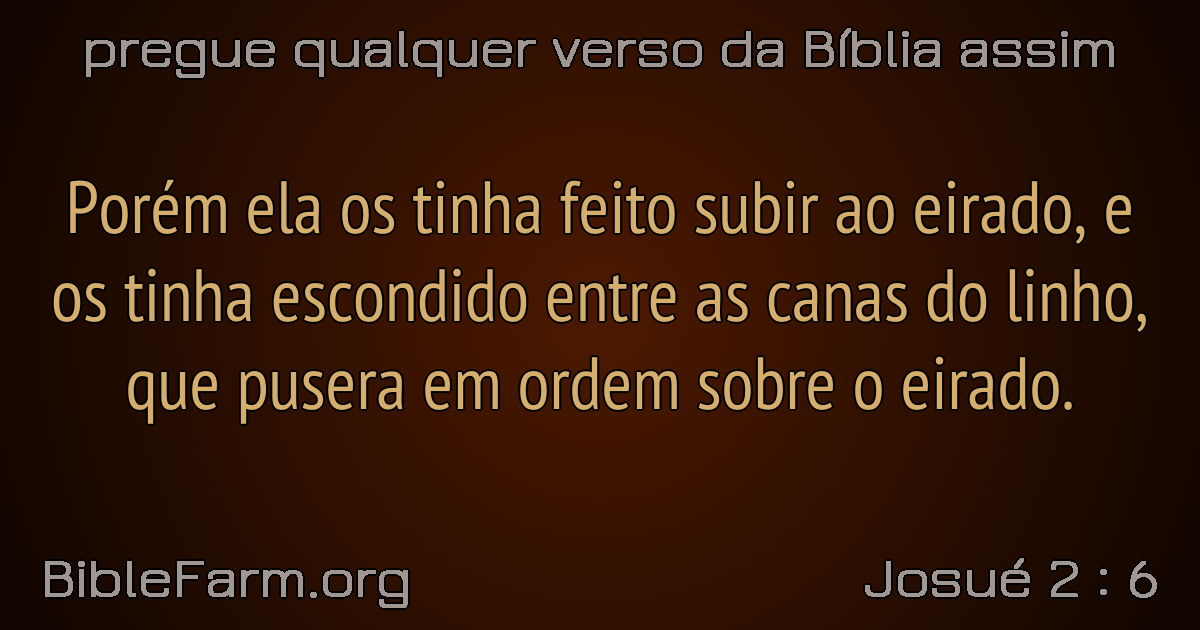 pregue qualquer verso da Bíblia assim
Porém ela os tinha feito subir ao eirado, e
os tinha escondido entre as canas do linho,
que pusera em ordem sobre o eirado.
BibleFarm.org
Josué 2 : 6